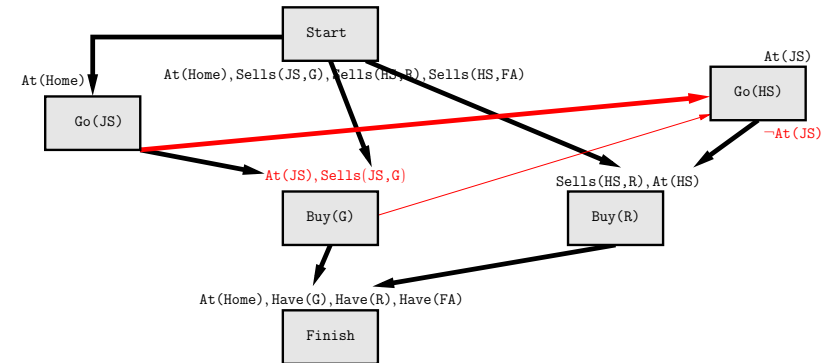 Start
At(JS)
At(Home),Sells(JS,G),Sells(HS,R),Sells(HS,FA)
At(Home)
Go(HS)
Go(JS)
¬At(JS)
At(JS),Sells(JS,G)
Sells(HS,R),At(HS)
Buy(G)
Buy(R)
At(Home),Have(G),Have(R),Have(FA)
Finish